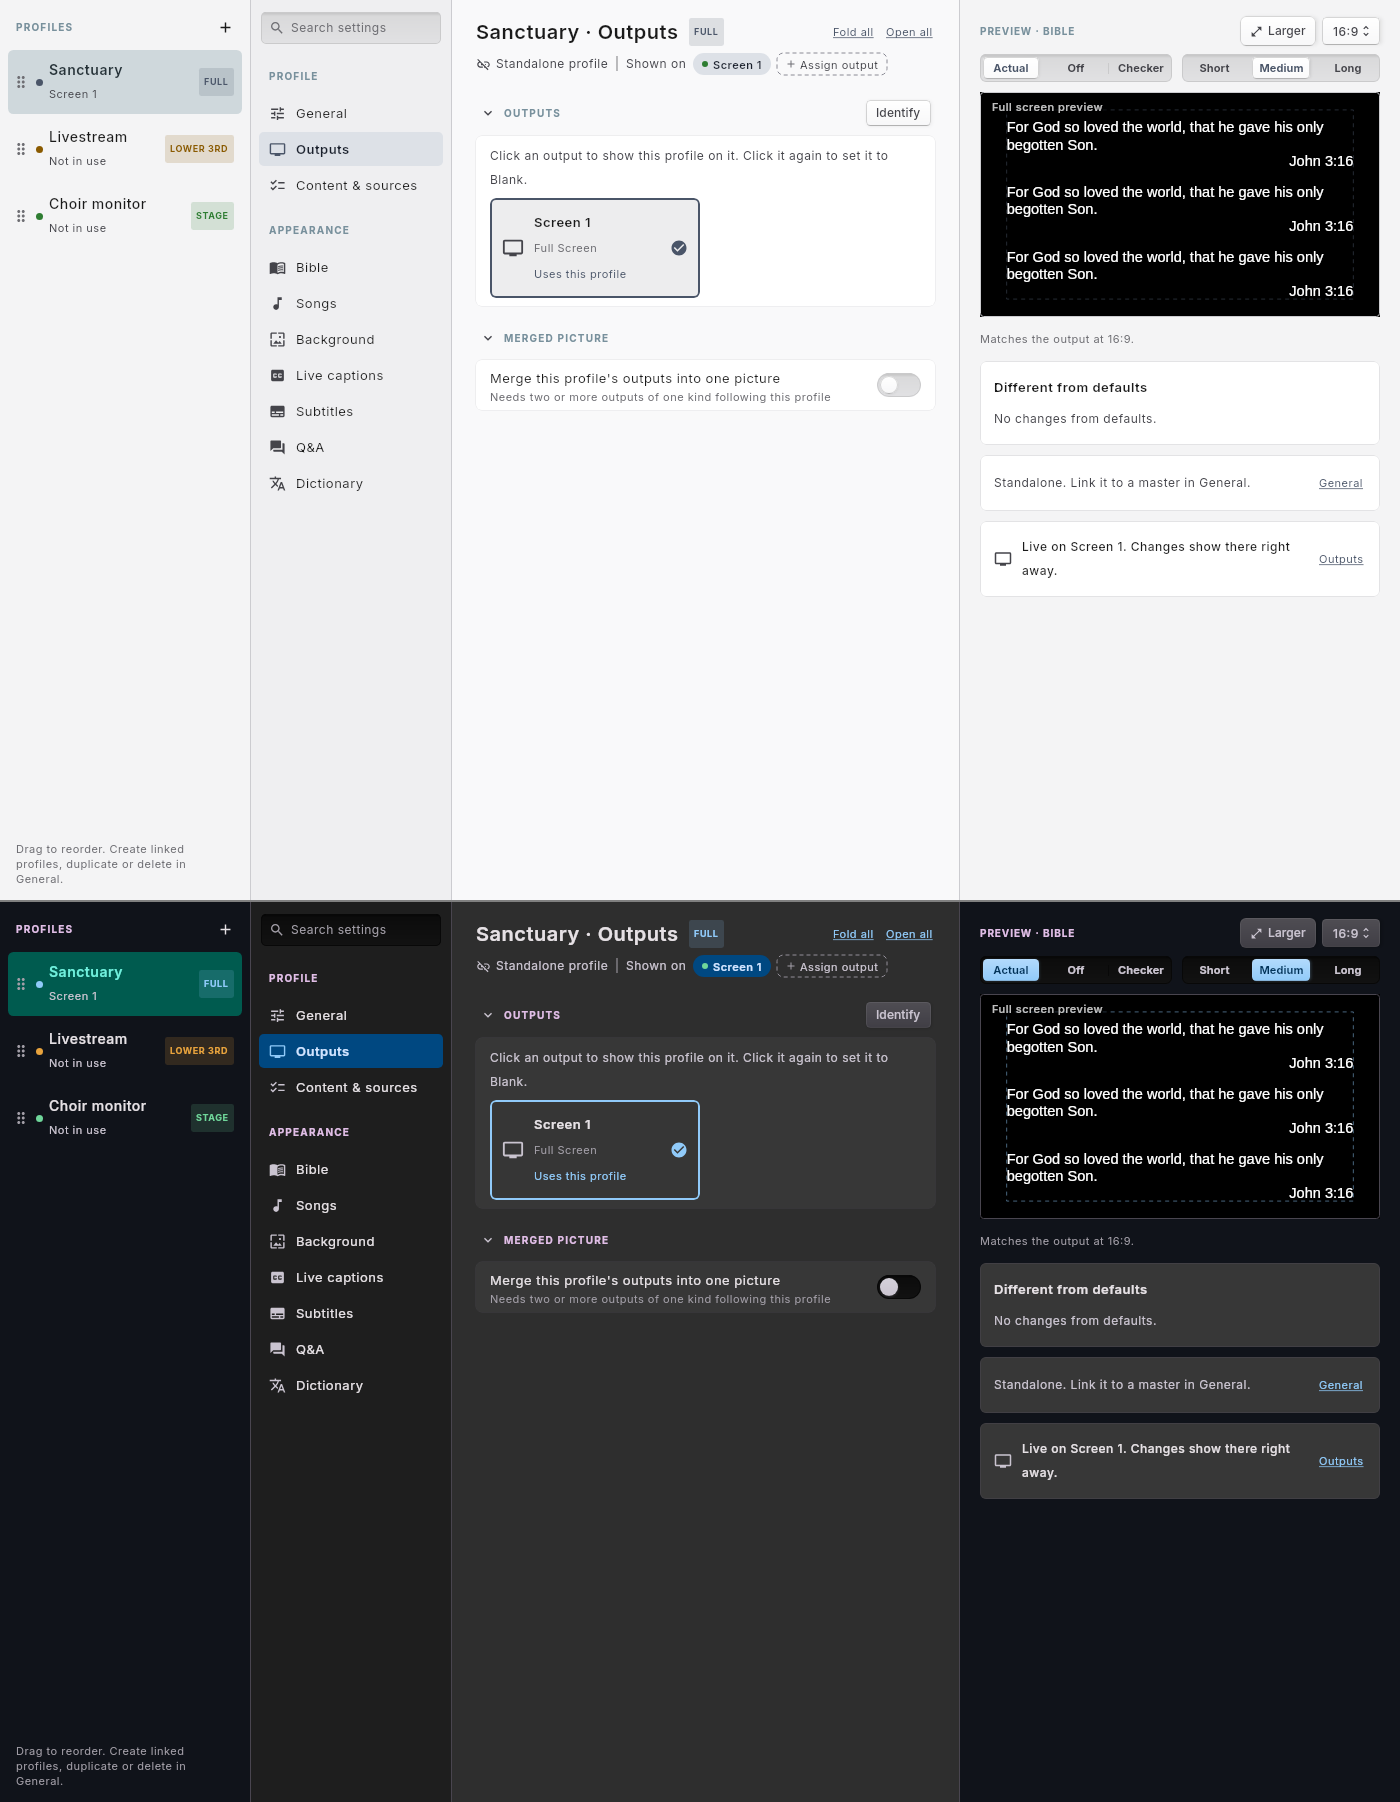 PROFILES
Sanctuary
Screen 1
FULL
Livestream
Not in use
LOWER 3RD
Choir monitor
Not in use
STAGE
Drag to reorder. Create linked
profiles, duplicate or delete in
General.
Search settings
PROFILE
General
Outputs
Content & sources
APPEARANCE
Bible
Songs
Background
Live captions
Subtitles
Q&A
Dictionary
Sanctuary · Outputs FULL
Fold all Open all
Standalone profile | Shown on Screen 1 + Assign output
OUTPUTS
Identify
Click an output to show this profile on it. Click it again to set it to
Blank.
Screen 1
Full Screen
Uses this profile
MERGED PICTURE
Merge this profile's outputs into one picture
Needs two or more outputs of one kind following this profile
PREVIEW · BIBLE
Larger
16:9
Actual Off Checker
Short Medium Long
Full screen preview
For God so loved the world, that he gave his only
begotten Son.
John 3:16
For God so loved the world, that he gave his only
begotten Son.
John 3:16
For God so loved the world, that he gave his only
begotten Son.
John 3:16
Matches the output at 16:9.
Different from defaults
No changes from defaults.
Standalone. Link it to a master in General.
General
Live on Screen 1. Changes show there right
away.
Outputs
PROFILES
Sanctuary
Screen 1
FULL
Livestream
Not in use
LOWER 3RD
Choir monitor
Not in use
STAGE
Drag to reorder. Create linked
profiles, duplicate or delete in
General.
Search settings
PROFILE
General
Outputs
Content & sources
APPEARANCE
Bible
Songs
Background
Live captions
Subtitles
Q&A
Dictionary
Sanctuary · Outputs FULL
Fold all Open all
Standalone profile | Shown on Screen 1 + Assign output
OUTPUTS
Identify
Click an output to show this profile on it. Click it again to set it to
Blank.
Screen 1
Full Screen
Uses this profile
MERGED PICTURE
Merge this profile's outputs into one picture
Needs two or more outputs of one kind following this profile
PREVIEW · BIBLE
Larger
16:9
Actual Off Checker
Short Medium Long
Full screen preview
For God so loved the world, that he gave his only
begotten Son.
John 3:16
For God so loved the world, that he gave his only
begotten Son.
John 3:16
For God so loved the world, that he gave his only
begotten Son.
John 3:16
Matches the output at 16:9.
Different from defaults
No changes from defaults.
Standalone. Link it to a master in General.
General
Live on Screen 1. Changes show there right
away.
Outputs